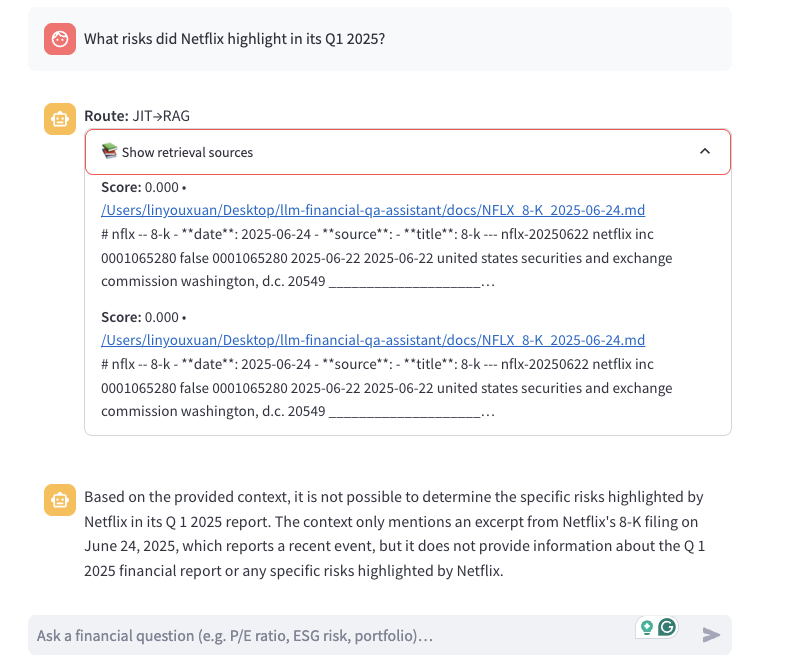 What risks did Netflix highlight in its Q1 2025?
Route: JIT→RAG
📚 Show retrieval sources
Score: 0.000 •
/Users/linyouxuan/Desktop/llm-financial-qa-assistant/docs/NFLX_8-K_2025-06-24.md
# nflx -- 8-k - **date**: 2025-06-24 - **source**: - **title**: 8-k --- nflx-20250622 netflix inc
0001065280 false 0001065280 2025-06-22 2025-06-22 united states securities and exchange
commission washington, d.c. 20549 _____________________…
Score: 0.000 •
/Users/linyouxuan/Desktop/llm-financial-qa-assistant/docs/NFLX_8-K_2025-06-24.md
# nflx -- 8-k - **date**: 2025-06-24 - **source**: - **title**: 8-k --- nflx-20250622 netflix inc
0001065280 false 0001065280 2025-06-22 2025-06-22 united states securities and exchange
commission washington, d.c. 20549 _____________________…
Based on the provided context, it is not possible to determine the specific risks highlighted by
Netflix in its Q 1 2025 report. The context only mentions an excerpt from Netflix's 8-K filing on
June 24, 2025, which reports a recent event, but it does not provide information about the Q 1
2025 financial report or any specific risks highlighted by Netflix.
Ask a financial question (e.g. P/E ratio, ESG risk, portfolio)…